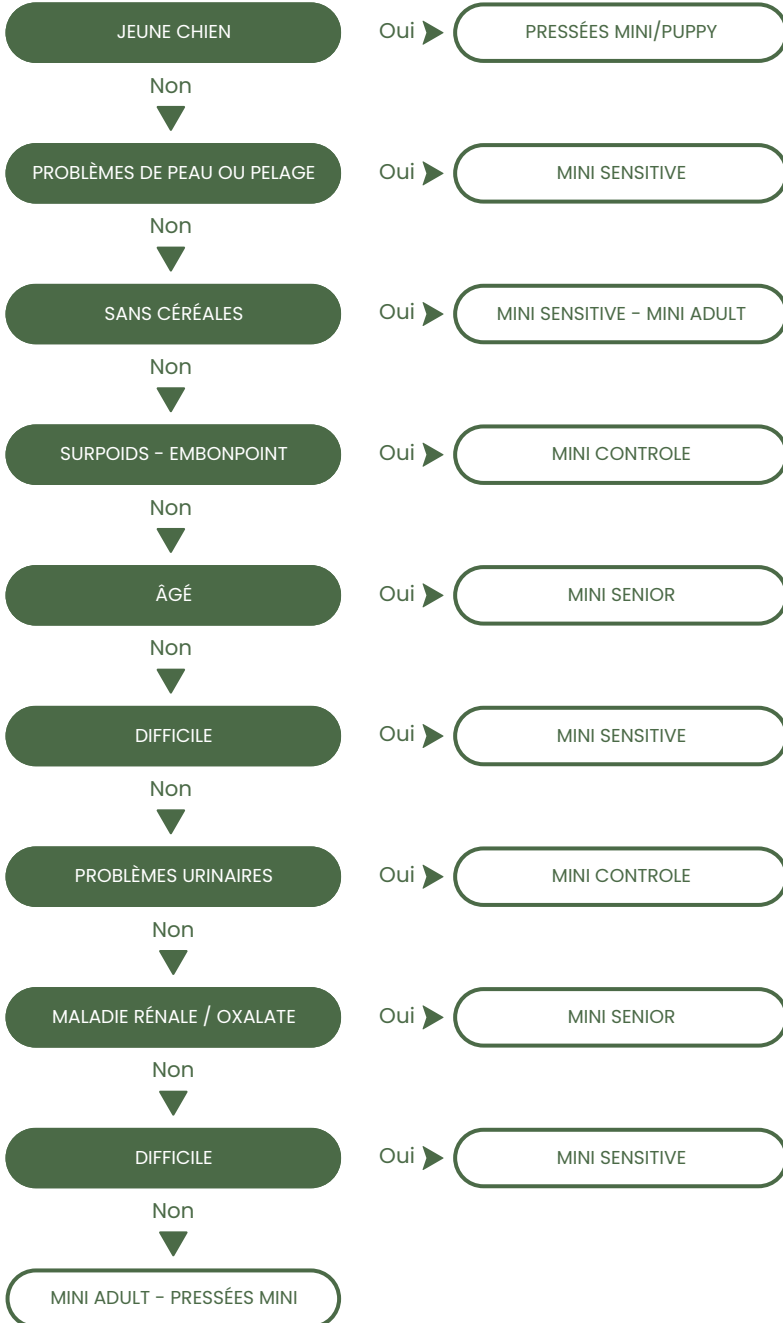 JEUNE CHIEN
Oui
PRESSÉES MINI/PUPPY
Non
PROBLÈMES DE PEAU OU PELAGE
Oui
MINI SENSITIVE
Non
SANS CÉRÉALES
Oui
MINI SENSITIVE - MINI ADULT
Non
SURPOIDS - EMBONPOINT
Oui
MINI CONTROLE
Non
ÂGÉ
Oui
MINI SENIOR
Non
DIFFICILE
Oui
MINI SENSITIVE
Non
PROBLÈMES URINAIRES
Oui
MINI CONTROLE
Non
MALADIE RÉNALE / OXALATE
Oui
MINI SENIOR
Non
DIFFICILE
Oui
MINI SENSITIVE
Non
MINI ADULT - PRESSÉES MINI